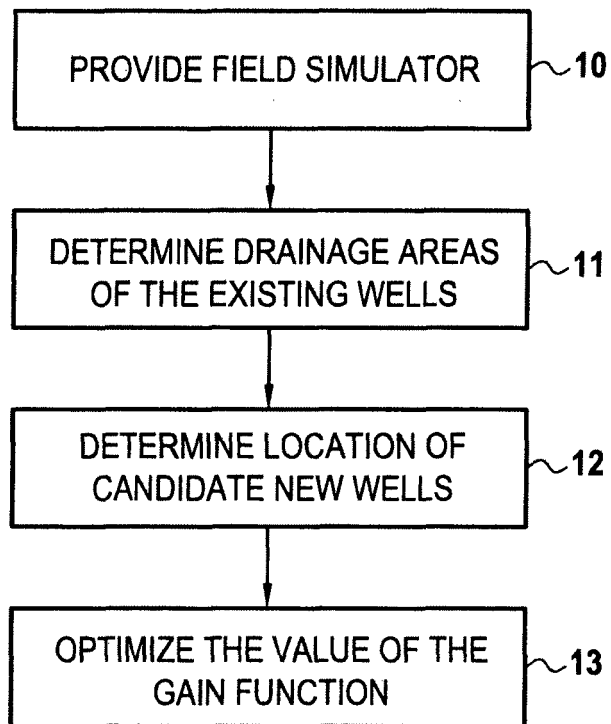 PROVIDE FIELD SIMULATOR
10
DETERMINE DRAINAGE AREAS
OF THE EXISTING WELLS
11
DETERMINE LOCATION OF
CANDIDATE NEW WELLS
12
OPTIMIZE THE VALUE OF THE
GAIN FUNCTION
13